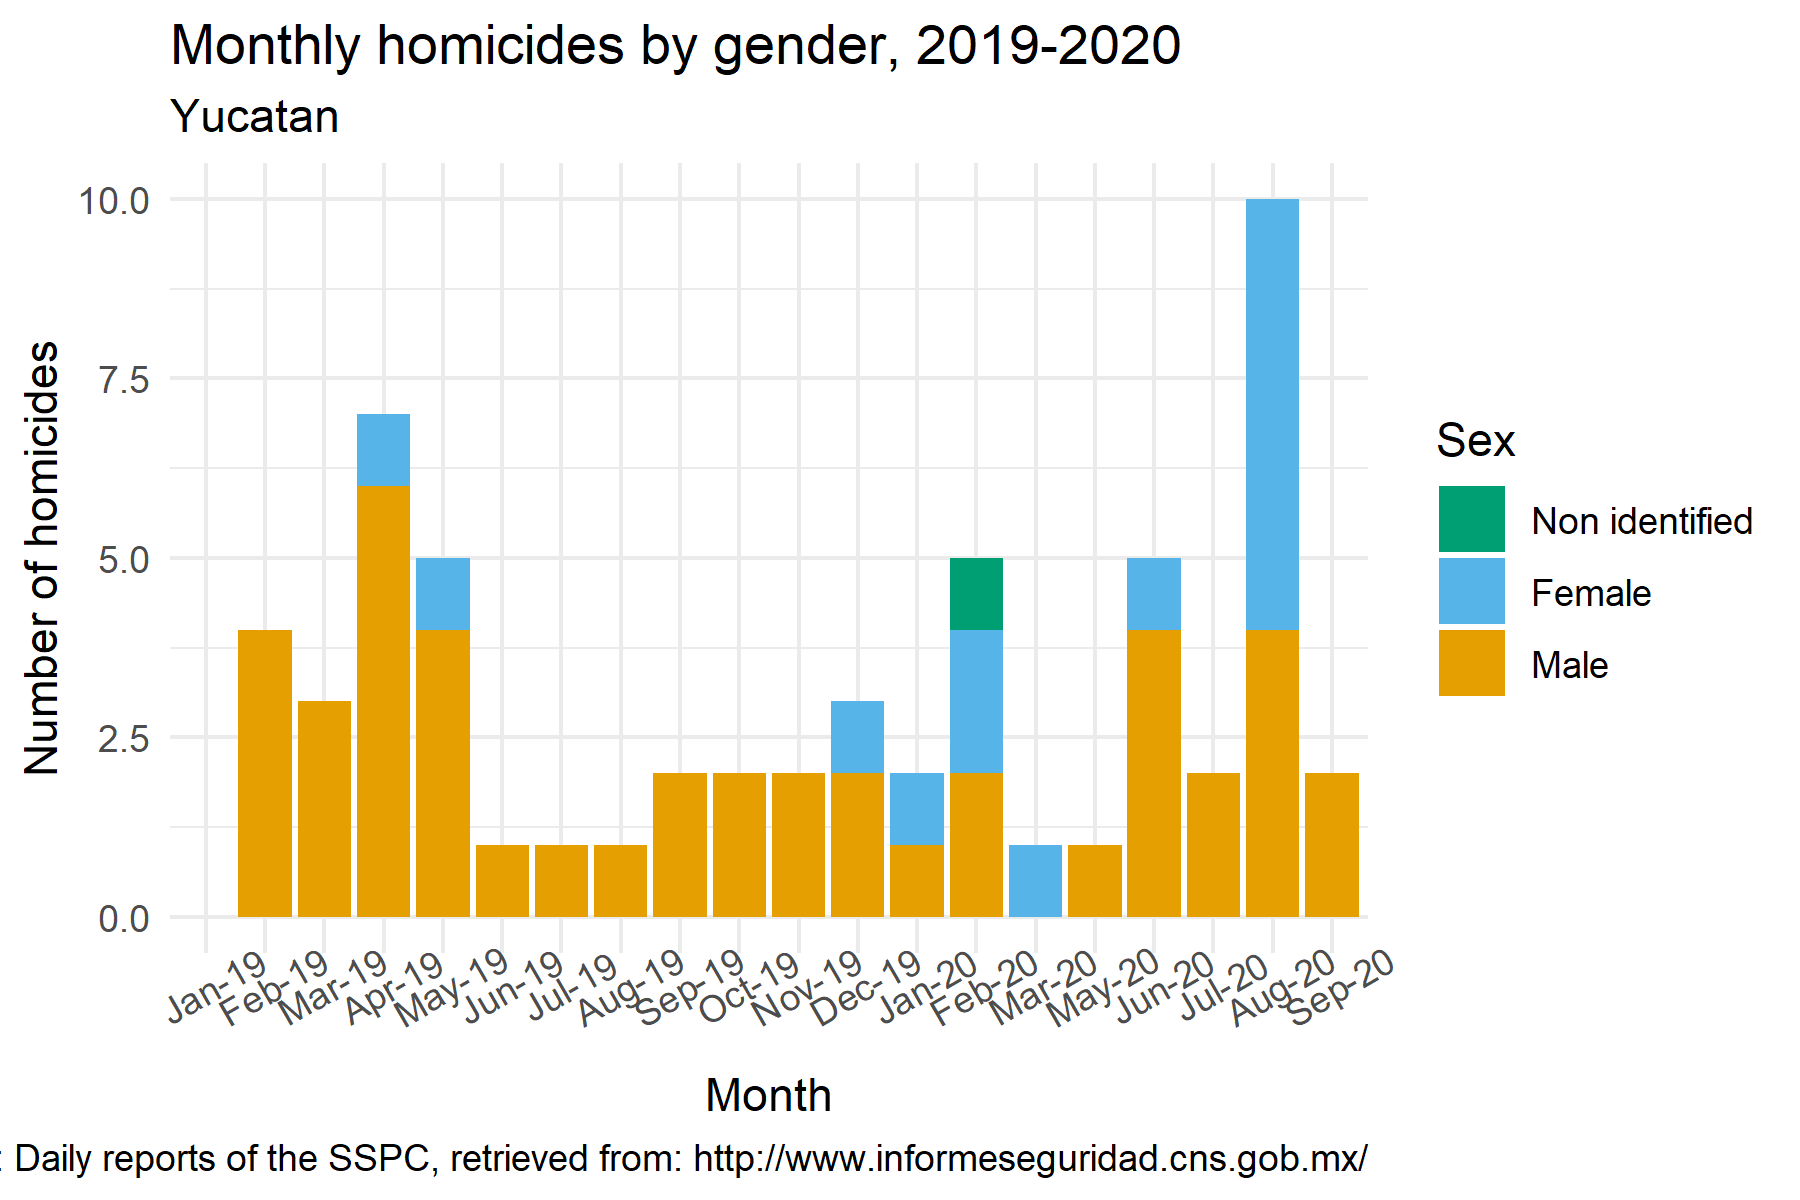 Monthly homicides by gender, 2019-2020
Yucatan
Number of homicides
10.0
7.5
5.0
2.5
0.0
Sex
Non identified
Female
Male
Jan-19
Feb-19
Mar-19
Apr-19
May-19
Jun-19
Jul-19
Aug-19
Sep-19
Oct-19
Nov-19
Dec-19
Jan-20
Feb-20
Mar-20
May-20
Jun-20
Jul-20
Aug-20
Sep-20
Month
: Daily reports of the SSPC, retrieved from: http://www.informeseguridad.cns.gob.mx/